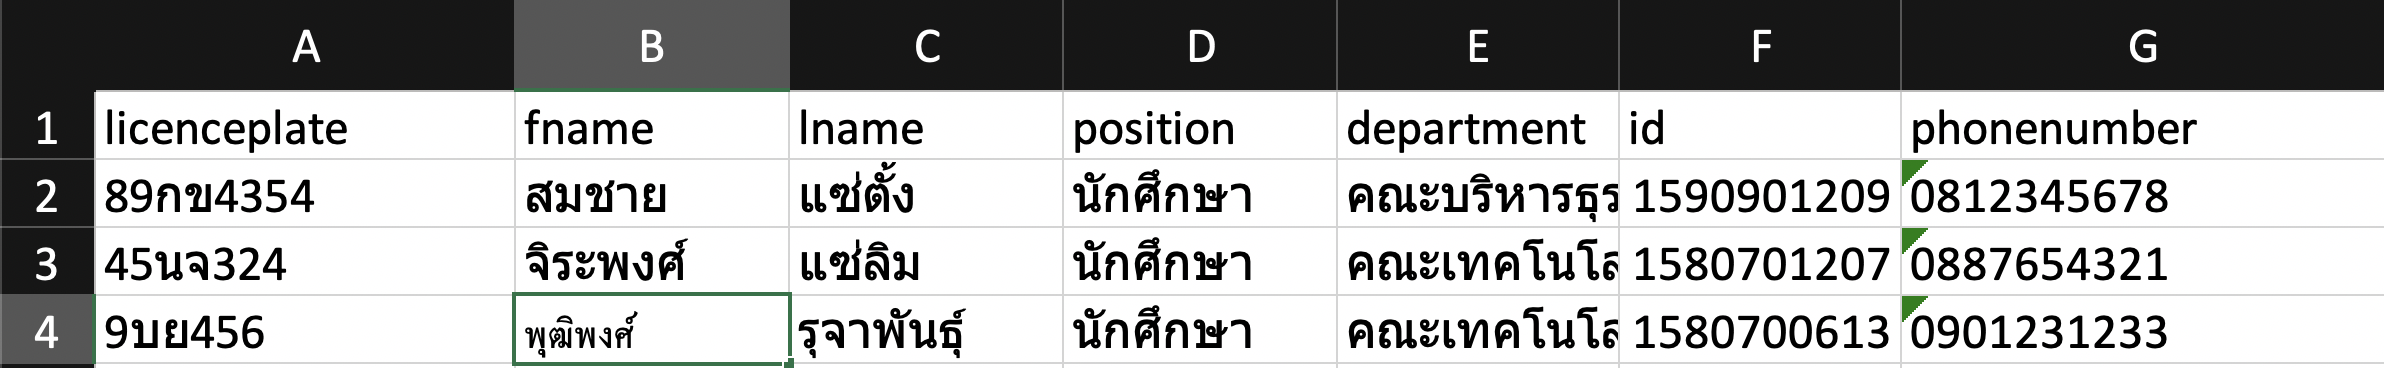 A B C D E F G
1 licenceplate fname lname position department id phonenumber
2 89กข4354 สมชาย แซ่ตั้ง นักศึกษา คณะบริหารธุร 1590901209 0812345678
3 45นจ324 จิระพงศ์ แซ่ลิม นักศึกษา คณะเทคโนโล 1580701207 0887654321
4 9บย456 พุฒิพงศ์ รุจาพันธุ์ นักศึกษา คณะเทคโนโล 1580700613 0901231233